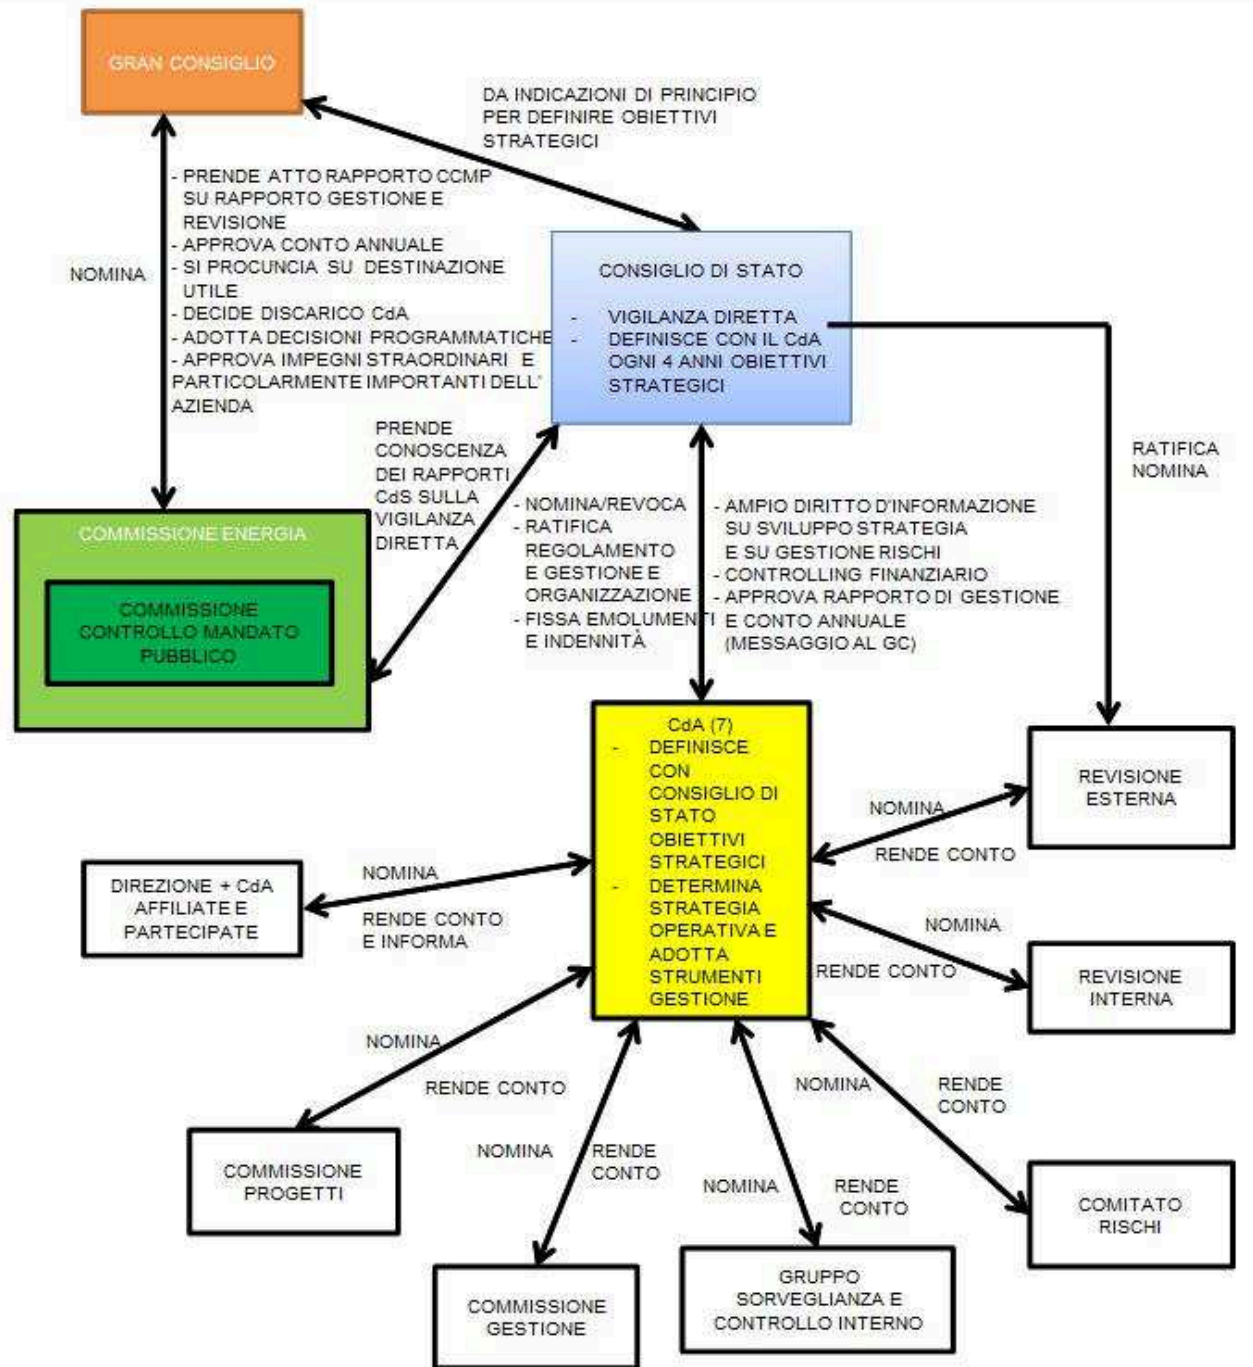 GRAN CONSIGLIO
DA INDICAZIONI DI PRINCIPIO
PER DEFINIRE OBIETTIVI
STRATEGICI
NOMINA
- PRENDE ATTO RAPPORTO CCMP
SU RAPPORTO GESTIONE E
REVISIONE
- APPROVA CONTO ANNUALE
- SI PROCUNCIA SU DESTINAZIONE
UTILE
- DECIDE DISCARICO CdA
- ADOTTA DECISIONI PROGRAMMATICHE
- APPROVA IMPEGNI STRAORDINARI E
PARTICOLARMENTE IMPORTANTI DELL'
AZIENDA
CONSIGLIO DI STATO
- VIGILANZA DIRETTA
- DEFINISCE CON IL CdA
OGNI 4 ANNI OBIETTIVI
STRATEGICI
RATIFICA
NOMINA
PRENDE
CONOSCENZA
DEI RAPPORTI
CdS SULLA
VIGILANZA
DIRETTA
- NOMINA/REVOCA
- RATIFICA
REGOLAMENTO
E GESTIONE E
ORGANIZZAZIONE
- FISSA EMOLUMENTI
E INDENNITÀ
- AMPIO DIRITTO D'INFORMAZIONE
SU SVILUPPO STRATEGIA
E SU GESTIONE RISCHI
- CONTROLLING FINANZIARIO
- APPROVA RAPPORTO DI GESTIONE
E CONTO ANNUALE
(MESSAGGIO AL GC)
COMMISSIONE ENERGIA
COMMISSIONE
CONTROLLO MANDATO
PUBBLICO
CdA (7)
- DEFINISCE
CON
CONSIGLIO DI
STATO
OBIETTIVI
STRATEGICI
- DETERMINA
STRATEGIA
OPERATIVA E
ADOTTA
STRUMENTI
GESTIONE
REVISIONE
ESTERNA
NOMINA
RENDE CONTO
DIREZIONE + CdA
AFFILIATE E
PARTECIPATE
NOMINA
RENDE CONTO
E INFORMA
NOMINA
RENDE CONTO
REVISIONE
INTERNA
NOMINA
RENDE CONTO
COMMISSIONE
PROGETTI
NOMINA
RENDE
CONTO
COMMISSIONE
GESTIONE
NOMINA
RENDE
CONTO
GRUPPO
SORVEGLIANZA E
CONTROLLO INTERNO
NOMINA
RENDE
CONTO
COMITATO
RISCHI